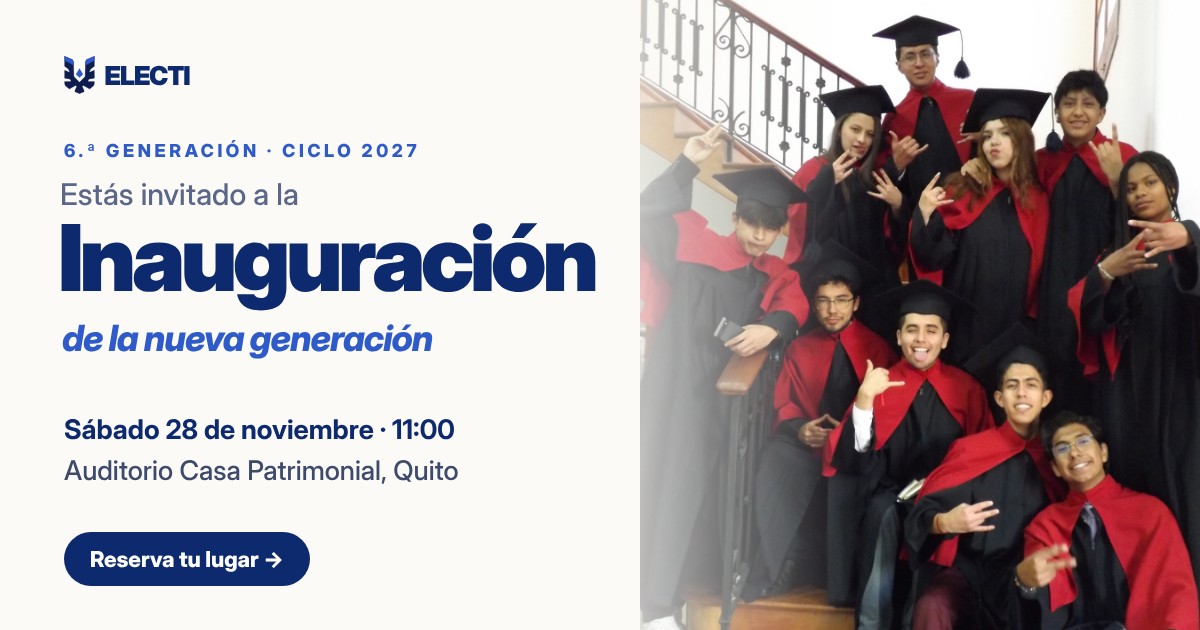 ELECTI
6.ª GENERACIÓN · CICLO 2027
Estás invitado a la
Inauguración
de la nueva generación
Sábado 28 de noviembre · 11:00
Auditorio Casa Patrimonial, Quito
Reserva tu lugar →